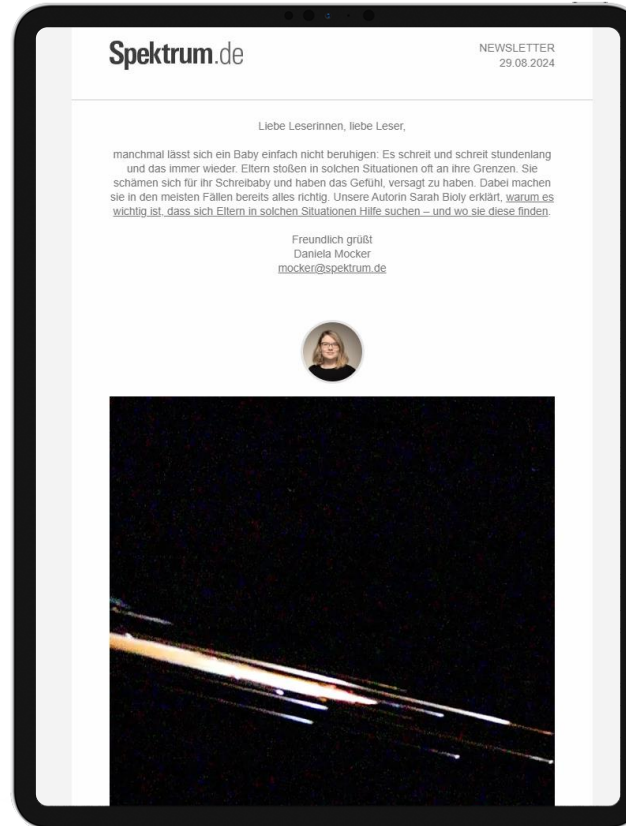 Spektrum.de
NEWSLETTER
29.08.2024
Liebe Leserinnen, liebe Leser,
manchmal lässt sich ein Baby einfach nicht beruhigen: Es schreit und schreit stundenlang
und das immer wieder. Eltern stoßen in solchen Situationen oft an ihre Grenzen. Sie
schämen sich für ihr Schreibaby und haben das Gefühl, versagt zu haben. Dabei machen
sie in den meisten Fällen bereits alles richtig. Unsere Autorin Sarah Bioly erklärt, warum es
wichtig ist, dass sich Eltern in solchen Situationen Hilfe suchen – und wo sie diese finden.
Freundlich grüßt
Daniela Mocker
mocker@spektrum.de